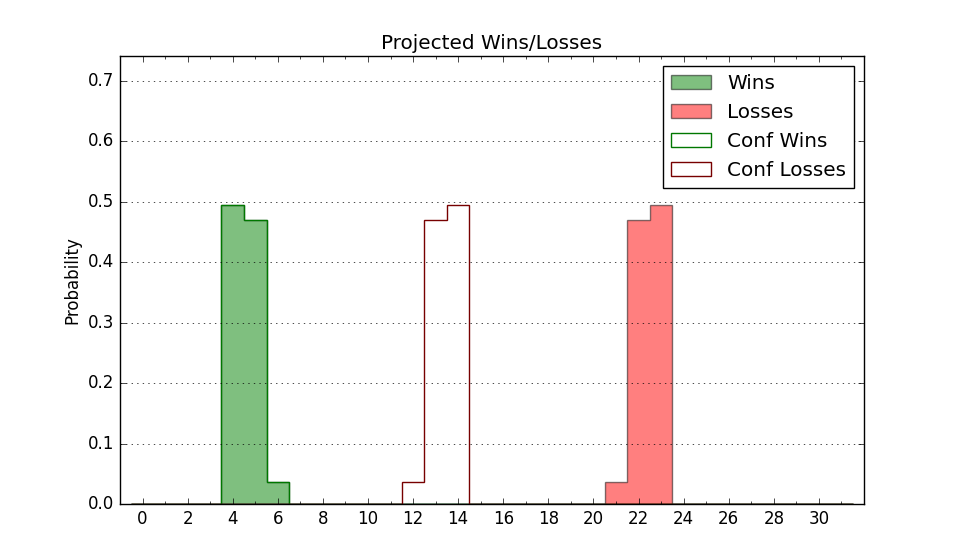 Projected Wins/Losses
Wins
Losses
Conf Wins
Conf Losses
Probability
0.7
0.6
0.5
0.4
0.3
0.2
0.1
0.0
0 2 4 6 8 10 12 14 16 18 20 22 24 26 28 30